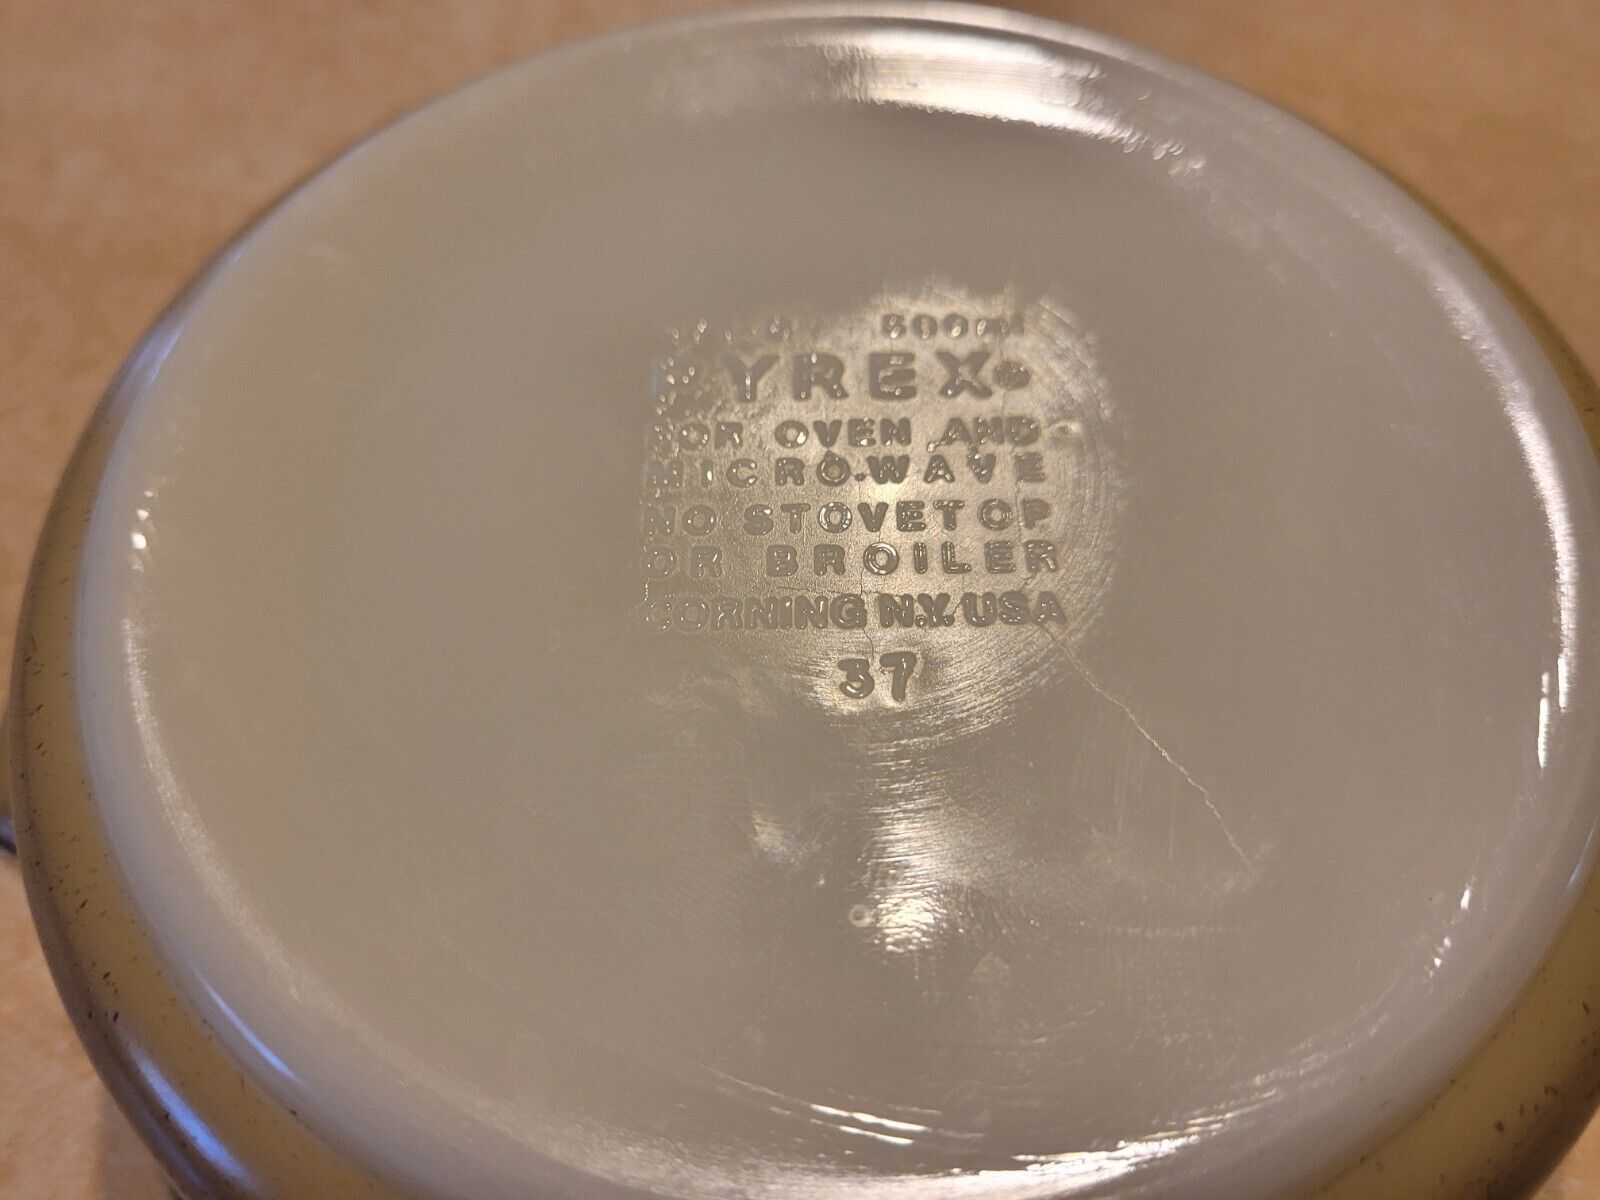 500ml
PYREX®
FOR OVEN AND
MICRO-WAVE
NO STOVETOP
OR BROILER
CORNING N.Y. USA
37